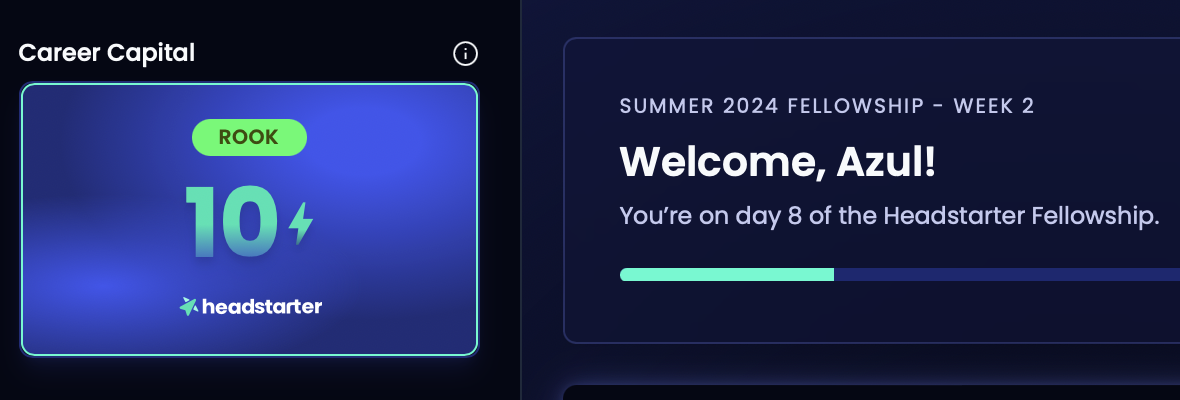 Career Capital
ROOK
10
headstarter
SUMMER 2024 FELLOWSHIP - WEEK 2
Welcome, Azul!
You’re on day 8 of the Headstarter Fellowship.